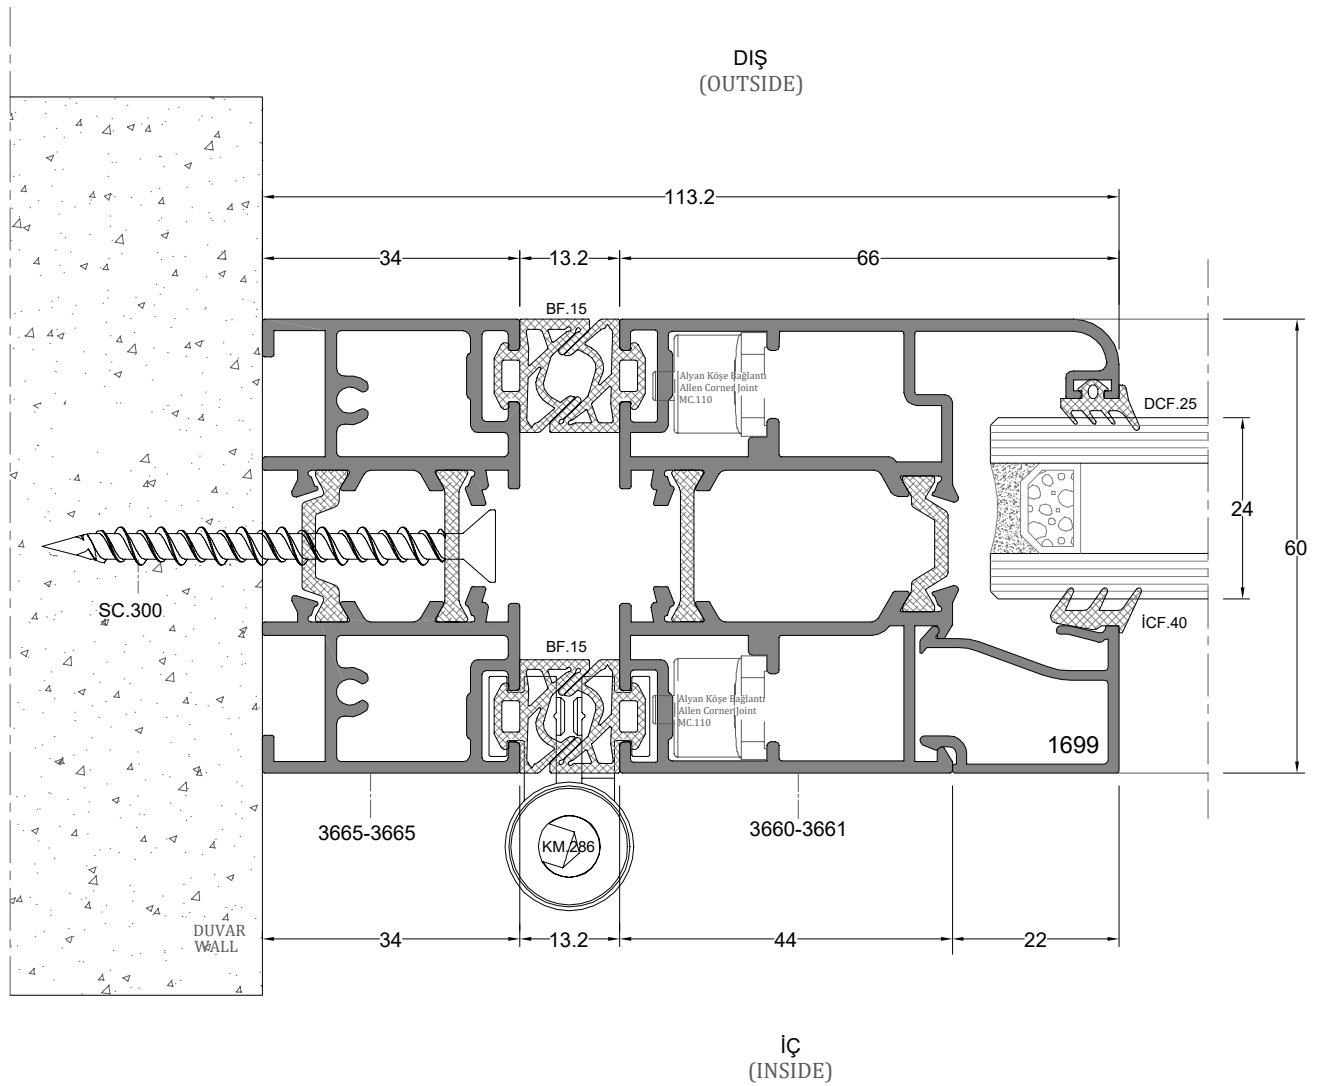 DIŞ
(OUTSIDE)
113.2
34
13.2
66
BF.15
Alyan Köşe Bağlantı
Allen Corner Joint
MC.110
DCF.25
24
60
SC.300
İCF.40
BF.15
Alyan Köşe Bağlantı
Allen Corner Joint
MC.110
1699
3665-3665
3660-3661
KM.286
DUVAR
WALL
34
13.2
44
22
İÇ
(INSIDE)